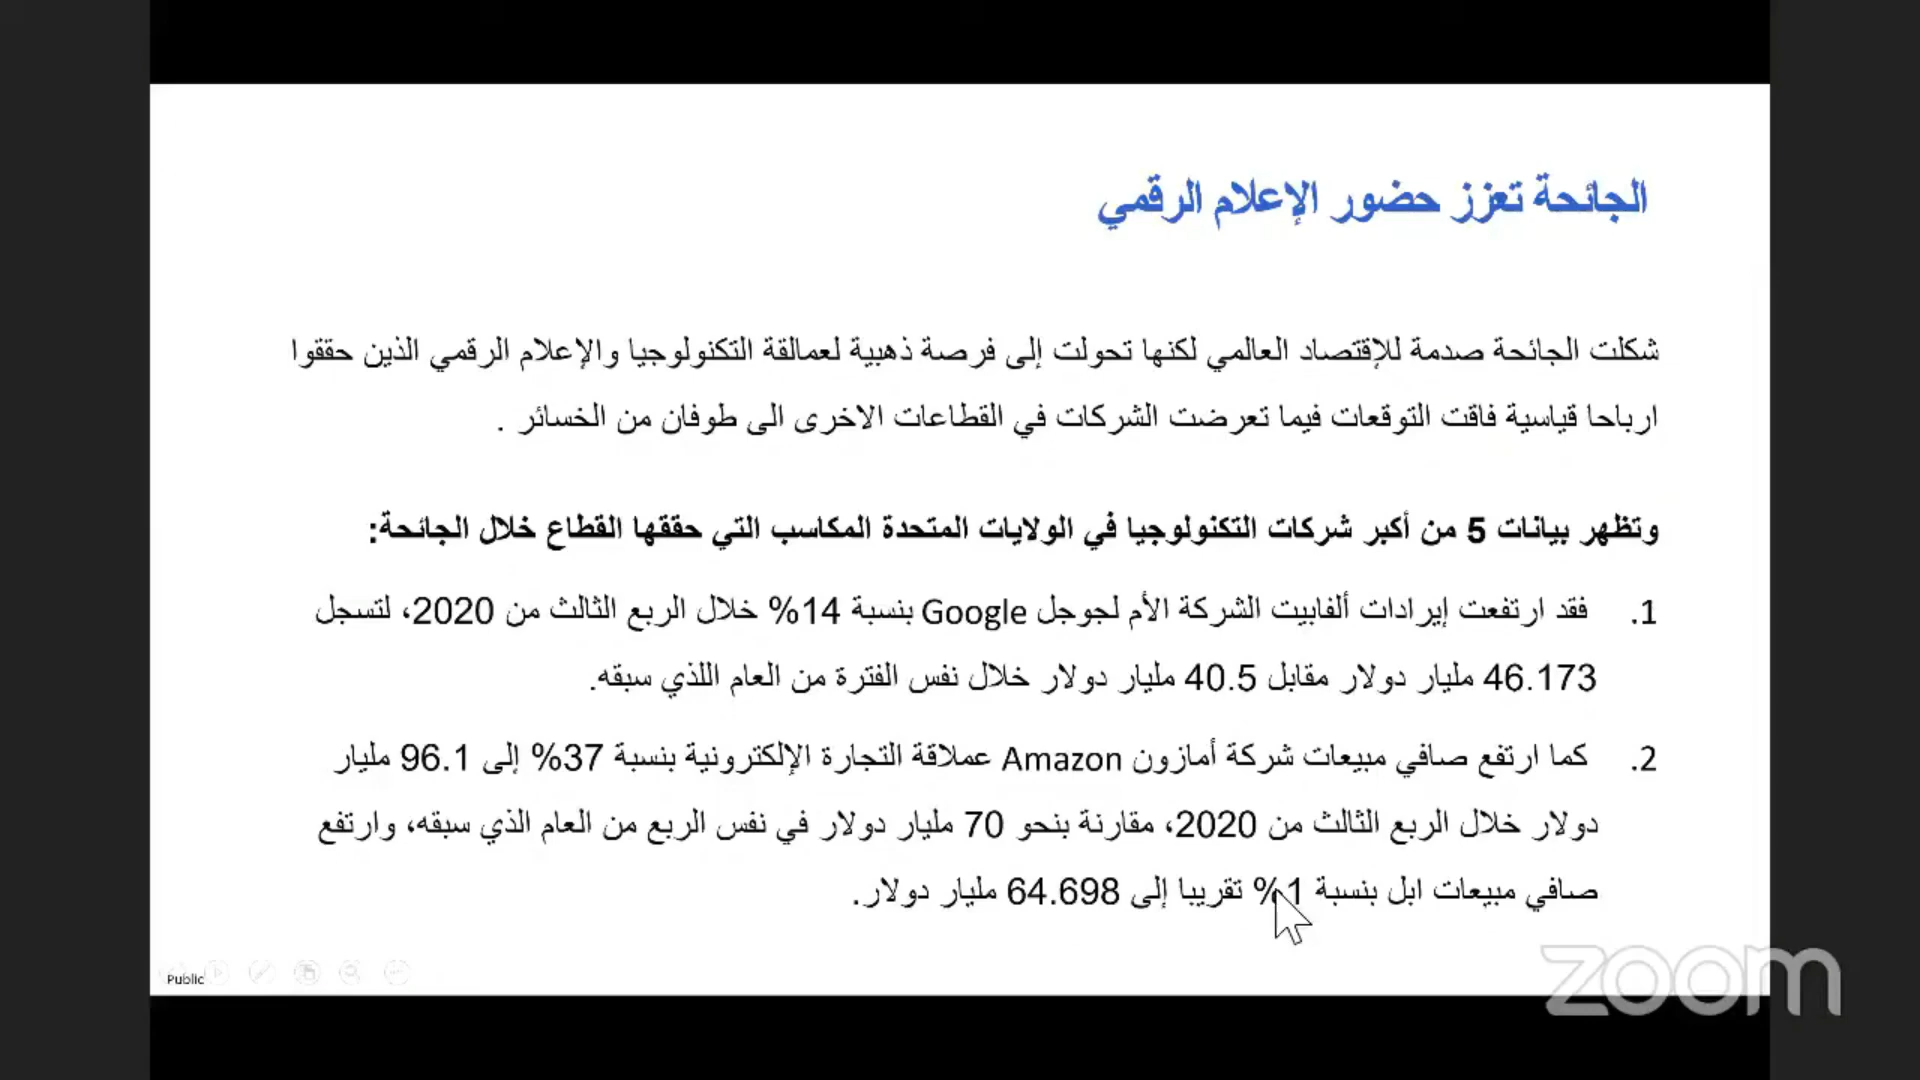 الجائحة تعزز حضور الإعلام الرقمي
شكلت الجائحة صدمة للإقتصاد العالمي لكنها تحولت إلى فرصة ذهبية لعمالقة التكنولوجيا والإعلام الرقمي الذين حققوا
ارباحا قياسية فاقت التوقعات فيما تعرضت الشركات في القطاعات الاخرى الى طوفان من الخسائر .
وتظهر بيانات 5 من أكبر شركات التكنولوجيا في الولايات المتحدة المكاسب التي حققها القطاع خلال الجائحة:
1. فقد ارتفعت إيرادات ألفابيت الشركة الأم لجوجل Google بنسبة 14% خلال الربع الثالث من 2020، لتسجل
46.173 مليار دولار مقابل 40.5 مليار دولار خلال نفس الفترة من العام اللذي سبقه.
2. كما ارتفع صافي مبيعات شركة أمازون Amazon عملاقة التجارة الإلكترونية بنسبة 37% إلى 96.1 مليار
دولار خلال الربع الثالث من 2020، مقارنة بنحو 70 مليار دولار في نفس الربع من العام الذي سبقه، وارتفع
صافي مبيعات ابل بنسبة 1% تقريبا إلى 64.698 مليار دولار.
Public
zoom